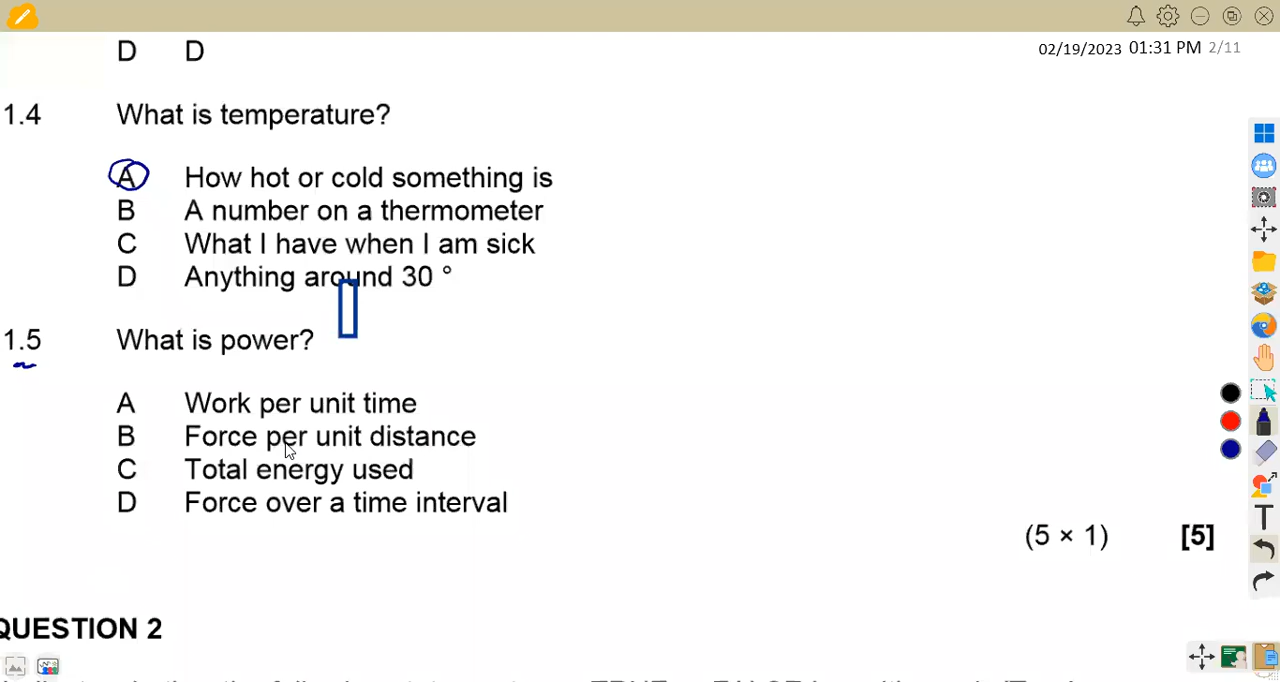 02/19/2023 01:31 PM 2/11
D D
1.4 What is temperature?
A How hot or cold something is
B A number on a thermometer
C What I have when I am sick
D Anything around 30 °
1.5 What is power?
A Work per unit time
B Force per unit distance
C Total energy used
D Force over a time interval
(5 × 1) [5]
QUESTION 2